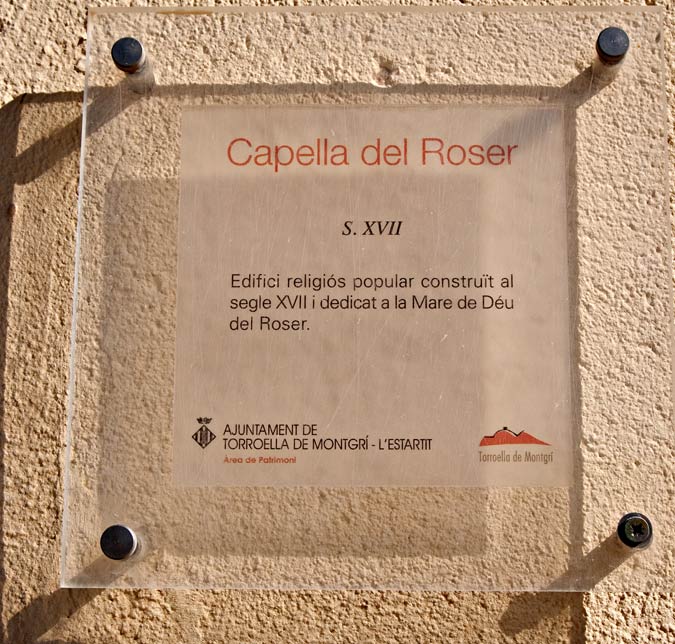 Capella del Roser
S. XVII
Edifici religiós popular construït al
segle XVII i dedicat a la Mare de Déu
del Roser.
AJUNTAMENT DE
TORROELLA DE MONTGRÍ - L'ESTARTIT
Àrea de Patrimoni
Torroella de Montgrí